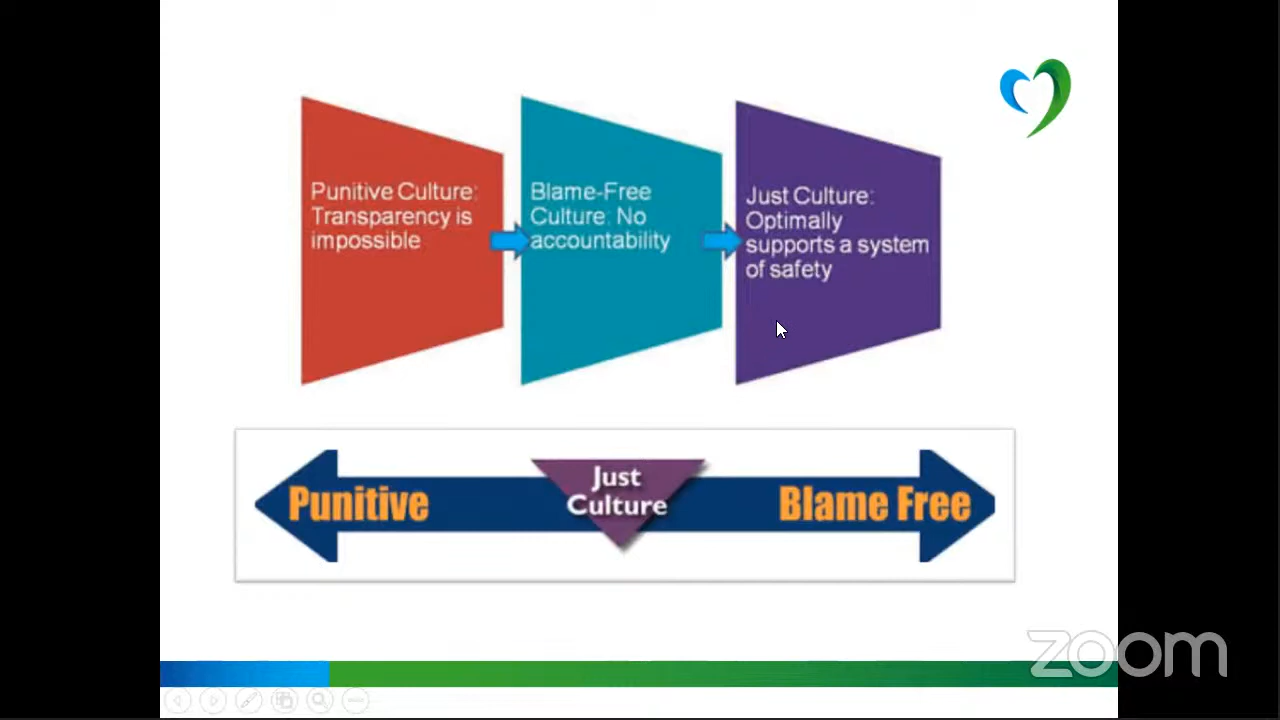 Punitive Culture:
Transparency is
impossible
Blame-Free
Culture: No
accountability
Just Culture:
Optimally
supports a system
of safety
Punitive
Just
Culture
Blame Free
zoom